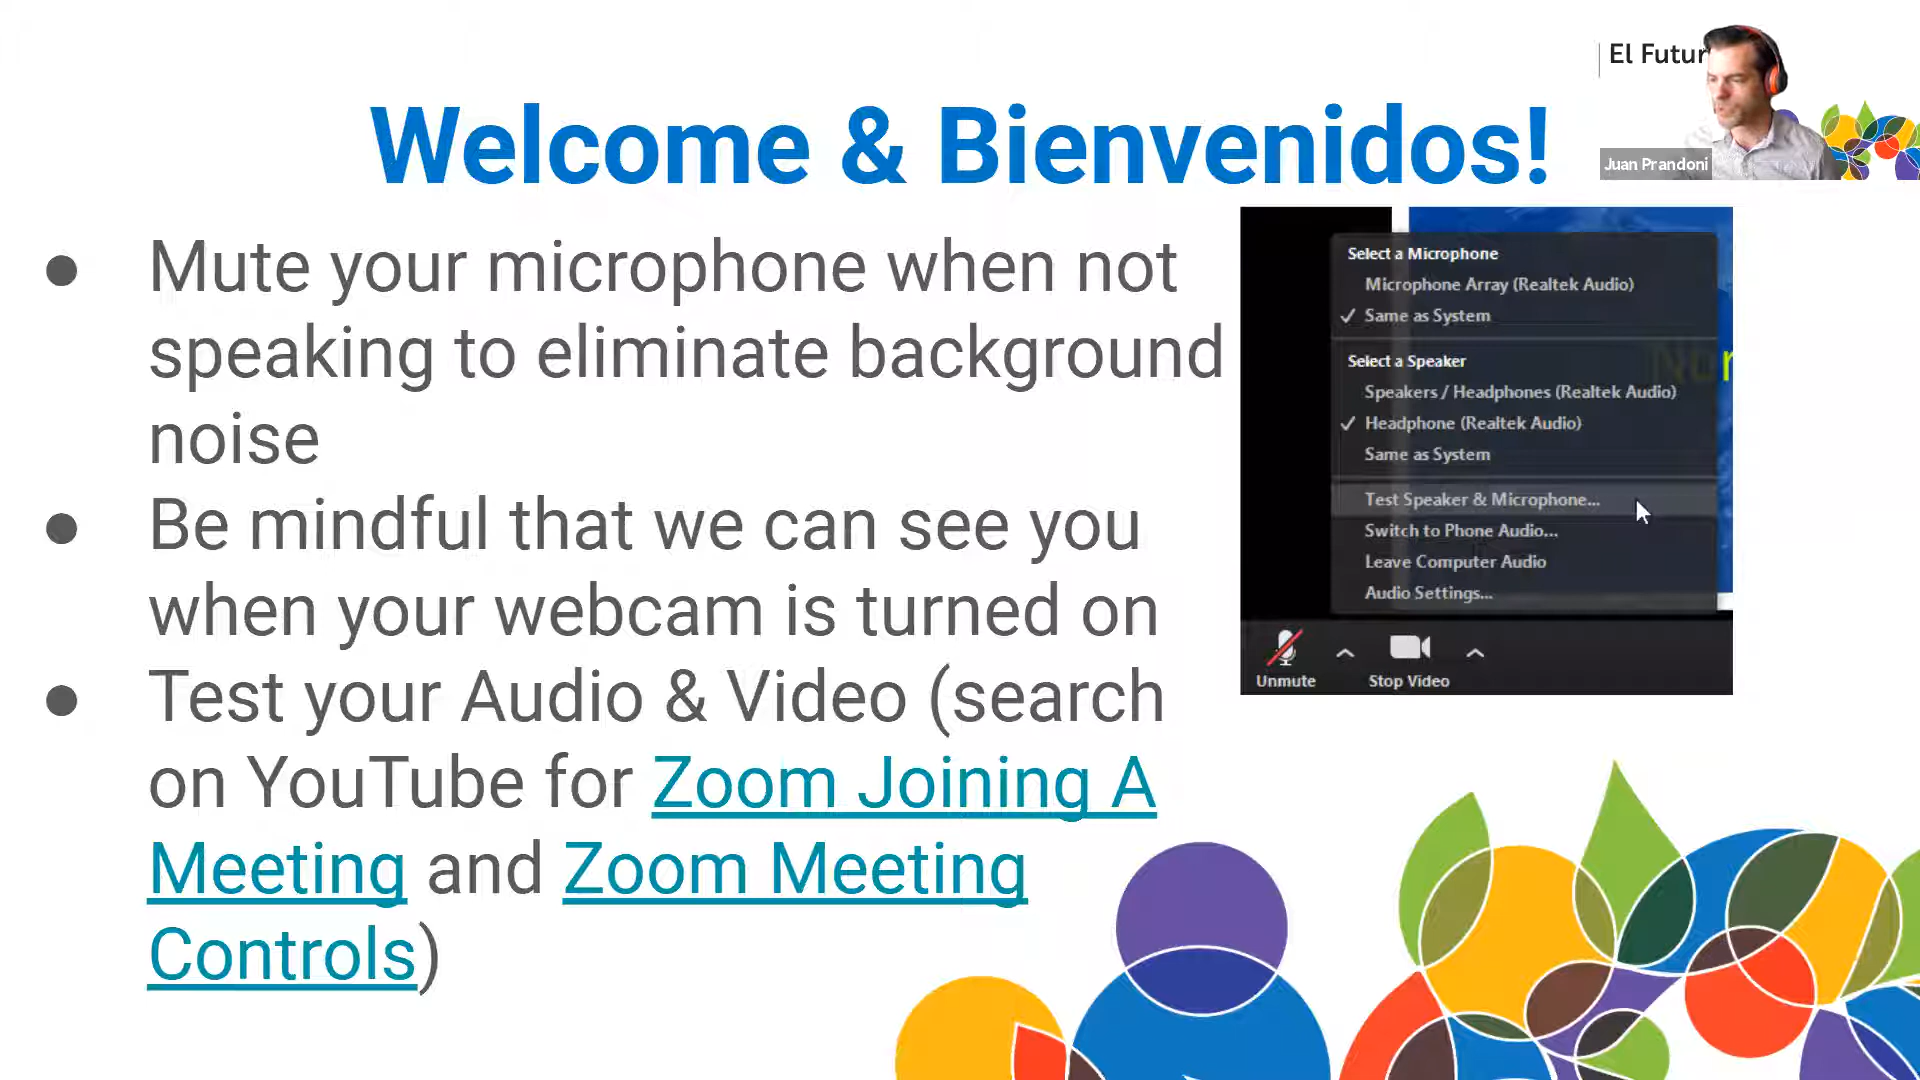 El Futur
Welcome & Bienvenidos!
Juan Prandoni
● Mute your microphone when not
speaking to eliminate background
noise
● Be mindful that we can see you
when your webcam is turned on
● Test your Audio & Video (search
on YouTube for Zoom Joining A
Meeting and Zoom Meeting
Controls)
Select a Microphone
Microphone Array (Realtek Audio)
✓ Same as System
Select a Speaker
Speakers / Headphones (Realtek Audio)
✓ Headphone (Realtek Audio)
Same as System
Test Speaker & Microphone...
Switch to Phone Audio...
Leave Computer Audio
Audio Settings...
Unmute
Stop Video